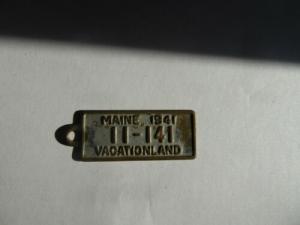 MAINE, 1941
11-141
VACATIONLAND